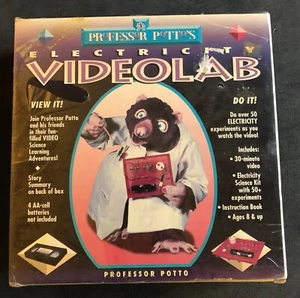 PROFESSOR POTTO'S
ELECTRICITY
VIDEOLAB
VIEW IT!
Join Professor Potto
and his friends
in their fun-
filled VIDEO
Science
Learning
Adventures!
Story
Summary
on back of box
4 AA-cell
batteries
not included
DO IT!
Do over 50
ELECTRICITY
experiments as you
watch the video!
Includes:
• 30-minute
video
• Electricity
Science Kit
with 50+
experiments
• Instruction Book
• Ages 8 & up
PROFESSOR POTTO